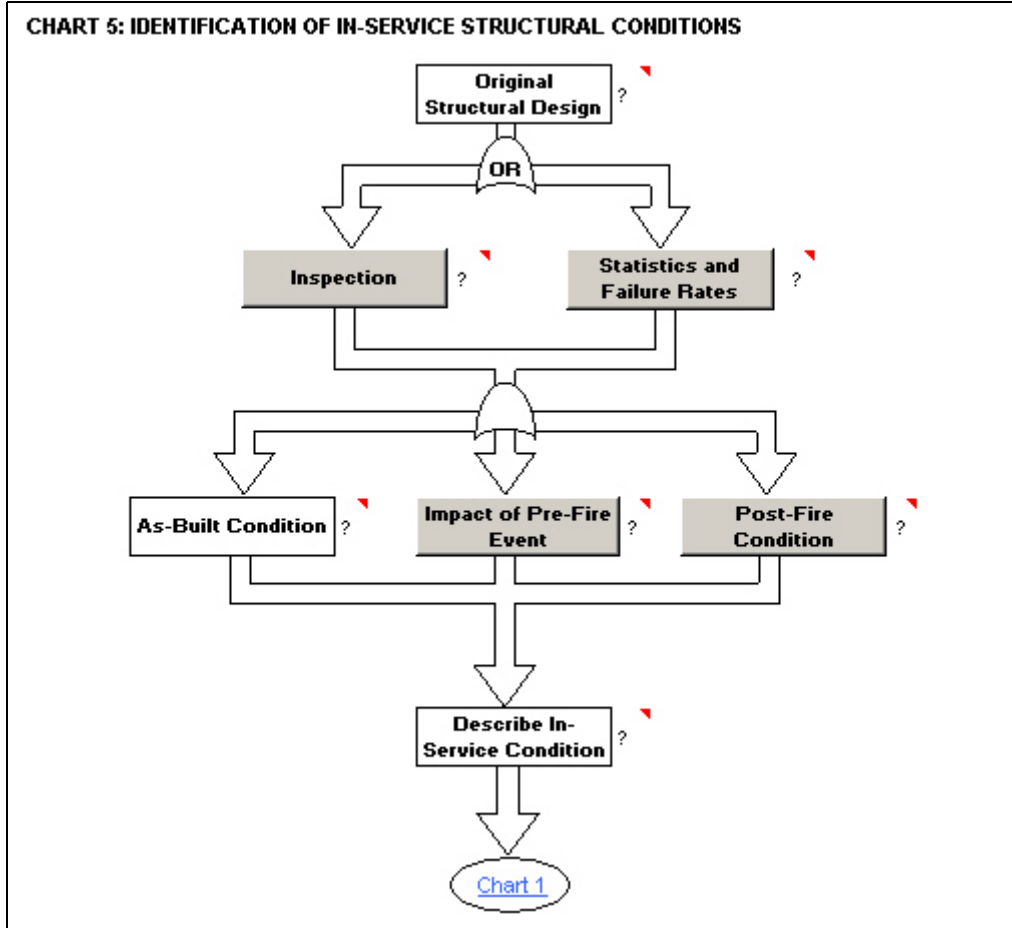 CHART 5: IDENTIFICATION OF IN-SERVICE STRUCTURAL CONDITIONS
Original
Structural Design
?
OR
Inspection
?
Statistics and
Failure Rates
?
As-Built Condition
?
Impact of Pre-Fire
Event
?
Post-Fire
Condition
?
Describe In-
Service Condition
?
Chart 1